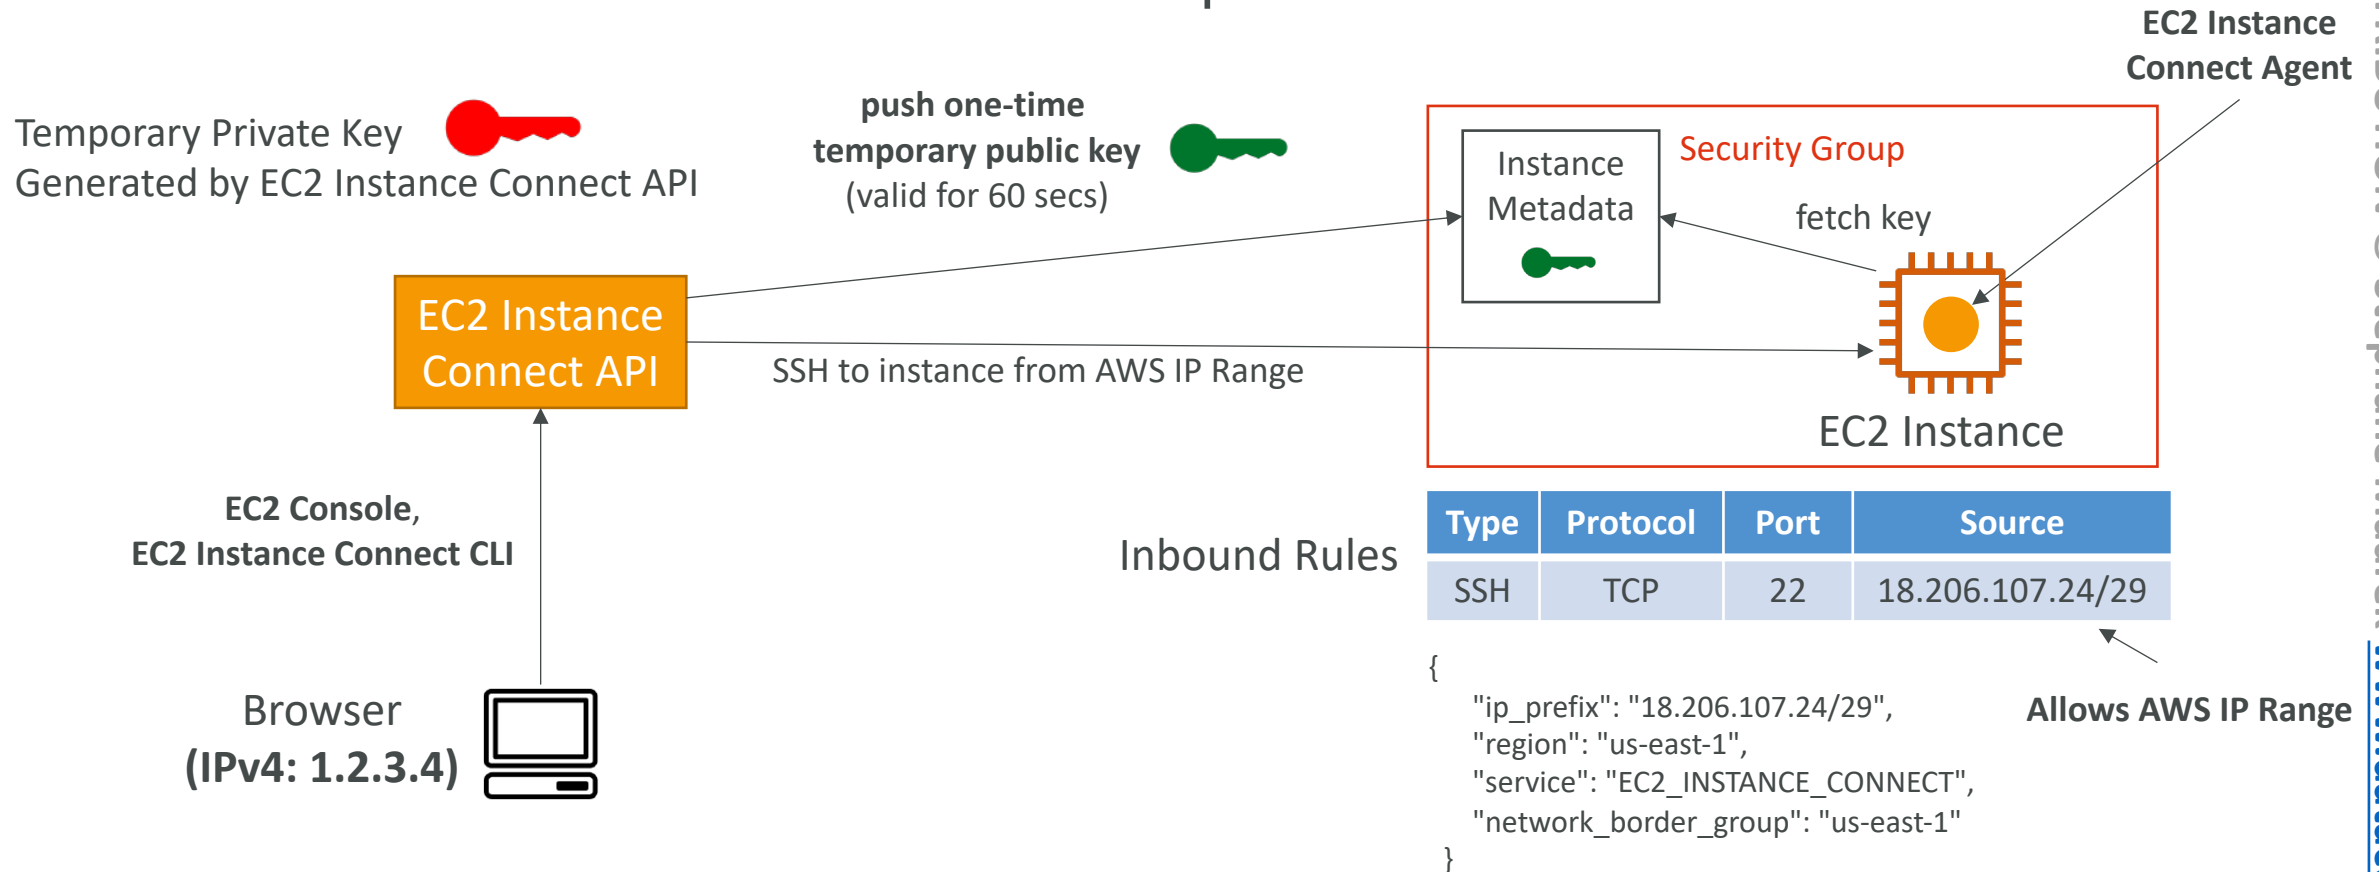 EC2 Instance
Connect Agent
Temporary Private Key
Generated by EC2 Instance Connect API
push one-time
temporary public key
(valid for 60 secs)
Instance
Metadata
Security Group
fetch key
EC2 Instance
Connect API
SSH to instance from AWS IP Range
EC2 Instance
EC2 Console,
EC2 Instance Connect CLI
Inbound Rules
Type Protocol Port Source
SSH TCP 22 18.206.107.24/29
Browser
(IPv4: 1.2.3.4)
{
"ip_prefix": "18.206.107.24/29",
"region": "us-east-1",
"service": "EC2_INSTANCE_CONNECT",
"network_border_group": "us-east-1"
}
Allows AWS IP Range